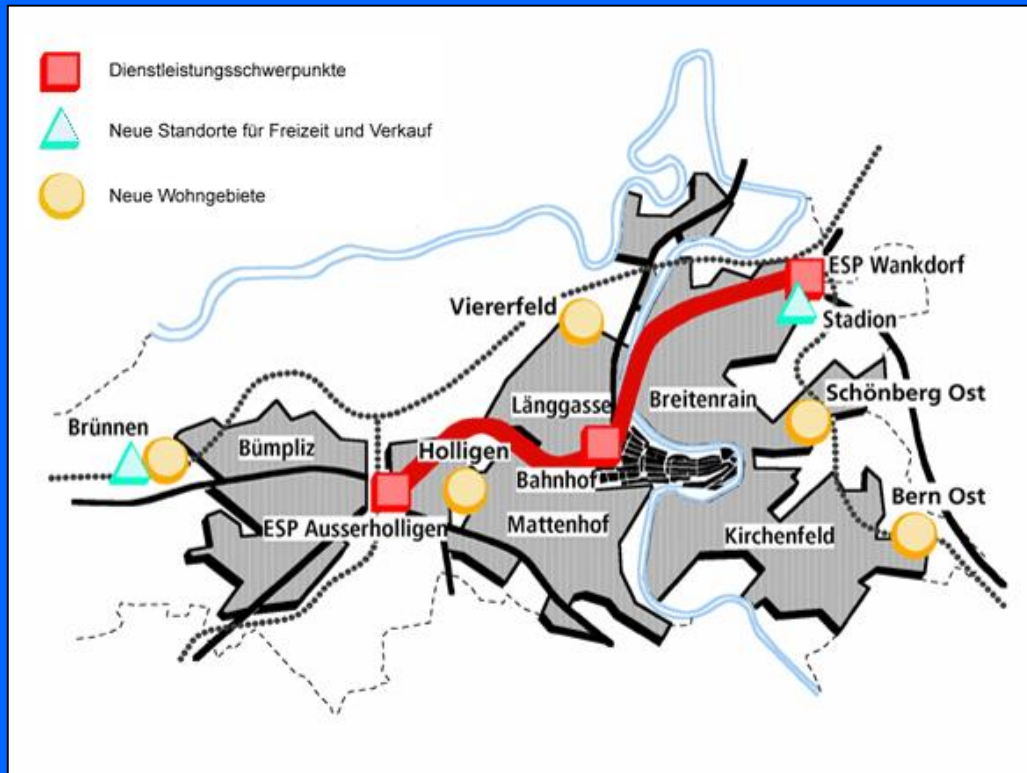 Dienstleistungsschwerpunkte
Neue Standorte für Freizeit und Verkauf
Neue Wohngebiete
ESP Wankdorf
Viererfeld
Stadion
Schönberg Ost
Länggasse
Breitenrain
Brünnen
Bümpliz
Holligen
Bahnhof
Bern Ost
ESP Ausserholligen
Mattenhof
Kirchenfeld